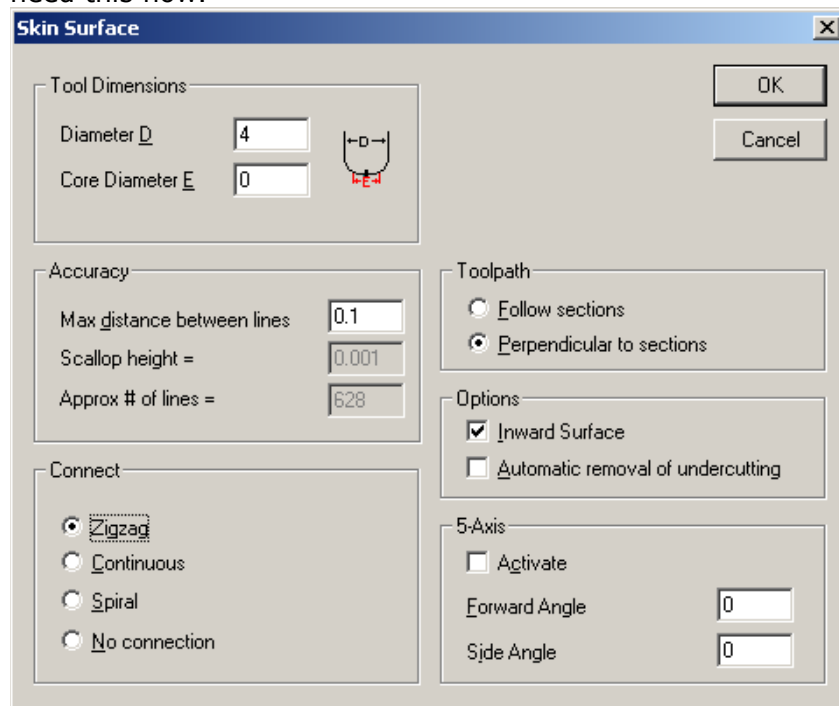 need this now.
Skin Surface
Tool Dimensions
Diameter D 4
Core Diameter E 0
D
E
OK
Cancel
Accuracy
Max distance between lines 0.1
Scallop height = 0.001
Approx # of lines = 628
Toolpath
Follow sections
Perpendicular to sections
Options
Inward Surface
Automatic removal of undercutting
Connect
Zigzag
Continuous
Spiral
No connection
5-Axis
Activate
Forward Angle 0
Side Angle 0